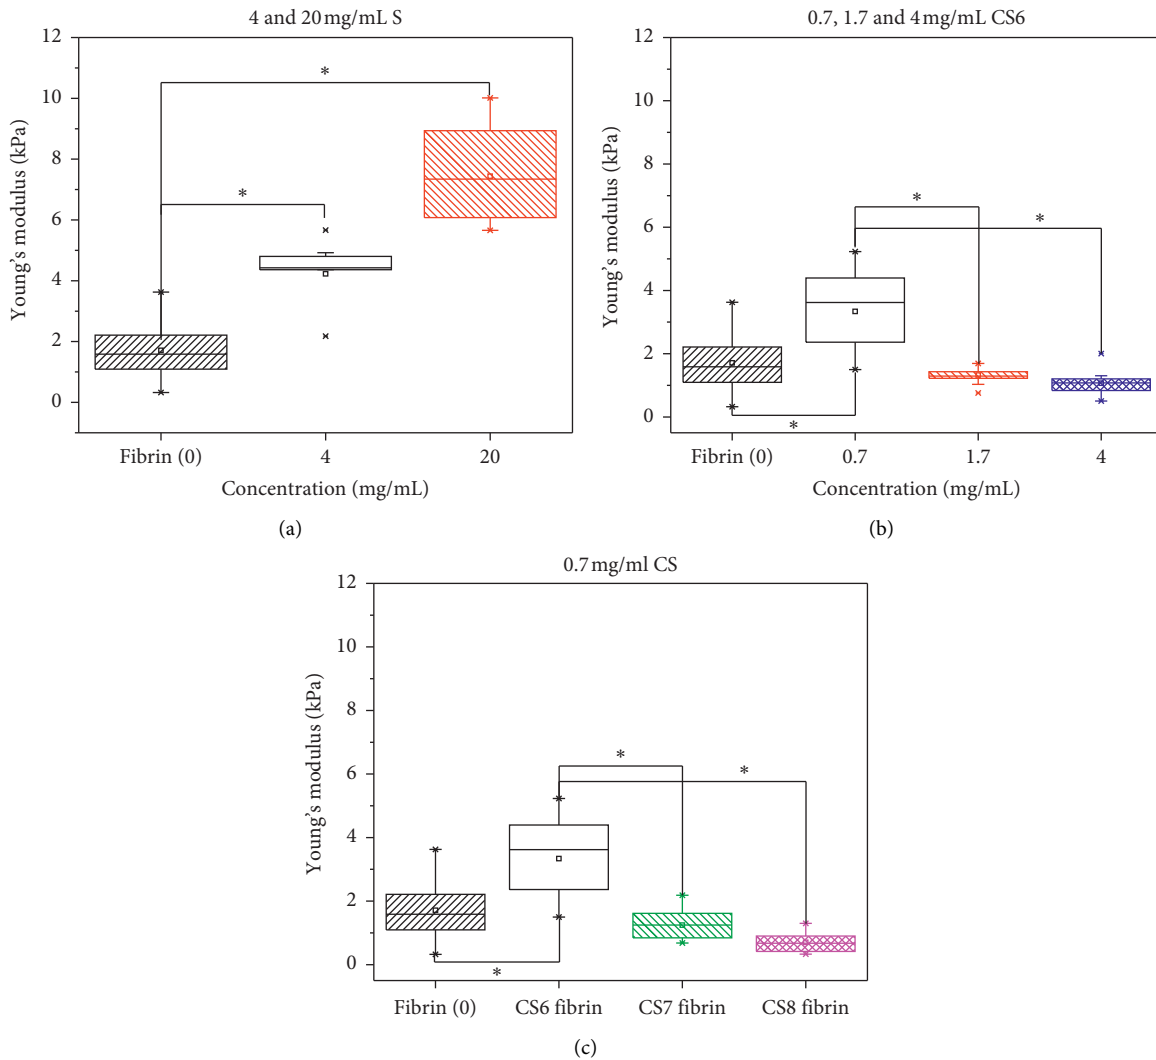 4 and 20 mg/mL S
12
10
8
6
4
2
0
Young's modulus (kPa)
*
*
Fibrin (0)
4
20
Concentration (mg/mL)
(a)
0.7, 1.7 and 4 mg/mL CS6
12
10
8
6
4
2
0
Young's modulus (kPa)
*
*
*
Fibrin (0)
0.7
1.7
4
Concentration (mg/mL)
(b)
0.7 mg/ml CS
12
10
8
6
4
2
0
Young's modulus (kPa)
*
*
*
Fibrin (0)
CS6 fibrin
CS7 fibrin
CS8 fibrin
(c)